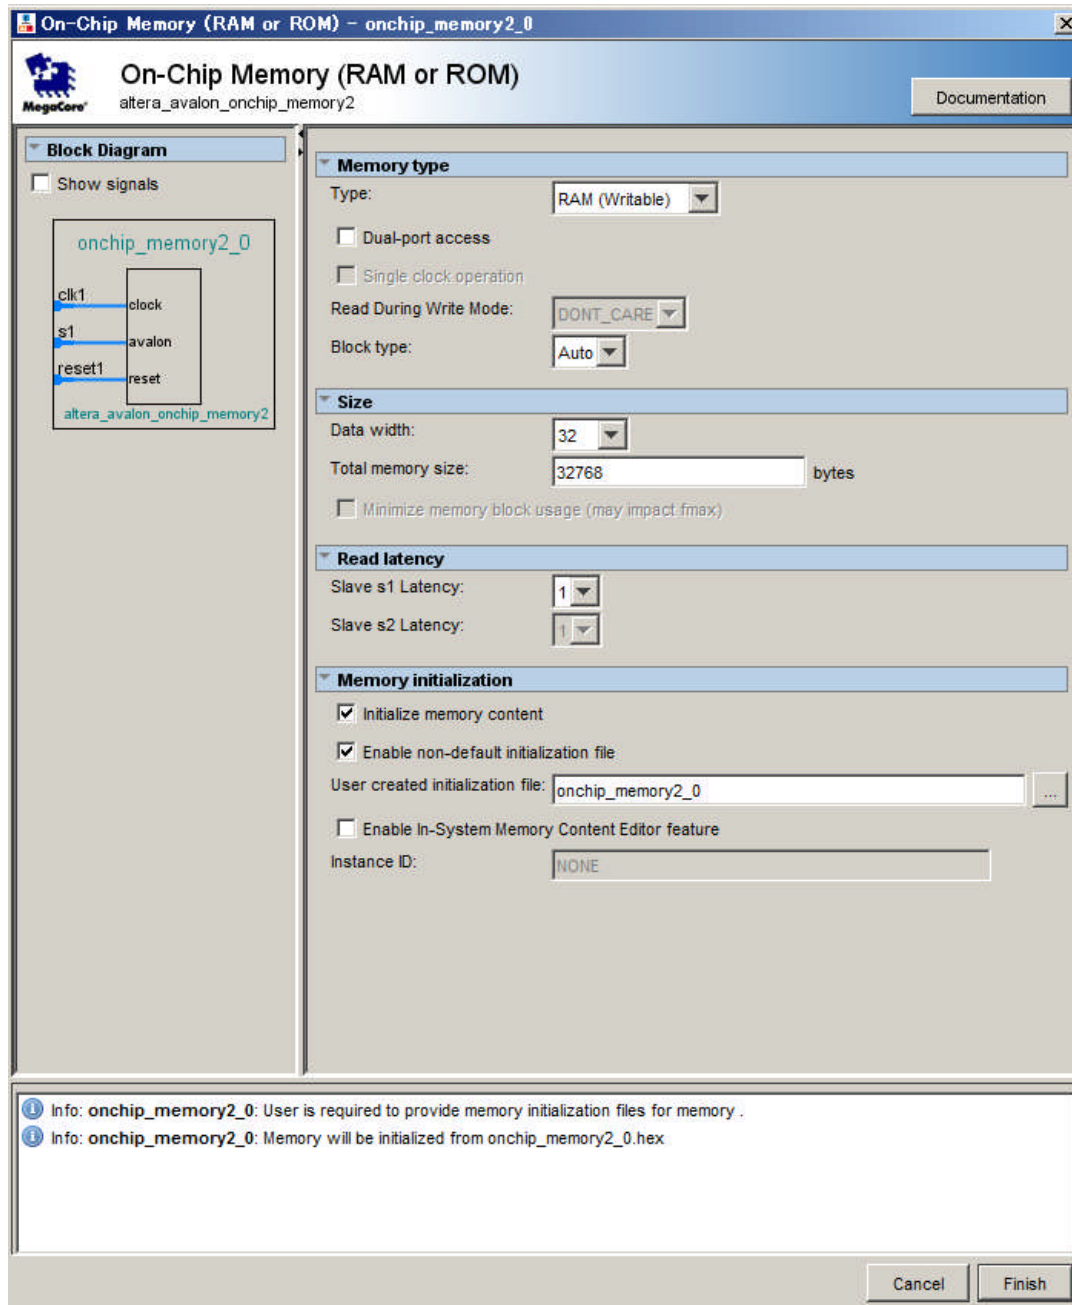 On-Chip Memory (RAM or ROM) - onchip_memory2_0
MegaCore®
On-Chip Memory (RAM or ROM)
altera_avalon_onchip_memory2
Documentation
Block Diagram
Show signals
onchip_memory2_0
clk1
clock
s1
avalon
reset1
reset
altera_avalon_onchip_memory2
Memory type
Type: RAM (Writable)
Dual-port access
Single clock operation
Read During Write Mode: DONT_CARE
Block type: Auto
Size
Data width: 32
Total memory size: 32768 bytes
Minimize memory block usage (may impact fmax)
Read latency
Slave s1 Latency: 1
Slave s2 Latency: 1
Memory initialization
Initialize memory content
Enable non-default initialization file
User created initialization file: onchip_memory2_0 ...
Enable In-System Memory Content Editor feature
Instance ID: NONE
Info: onchip_memory2_0: User is required to provide memory initialization files for memory .
Info: onchip_memory2_0: Memory will be initialized from onchip_memory2_0.hex
Cancel Finish